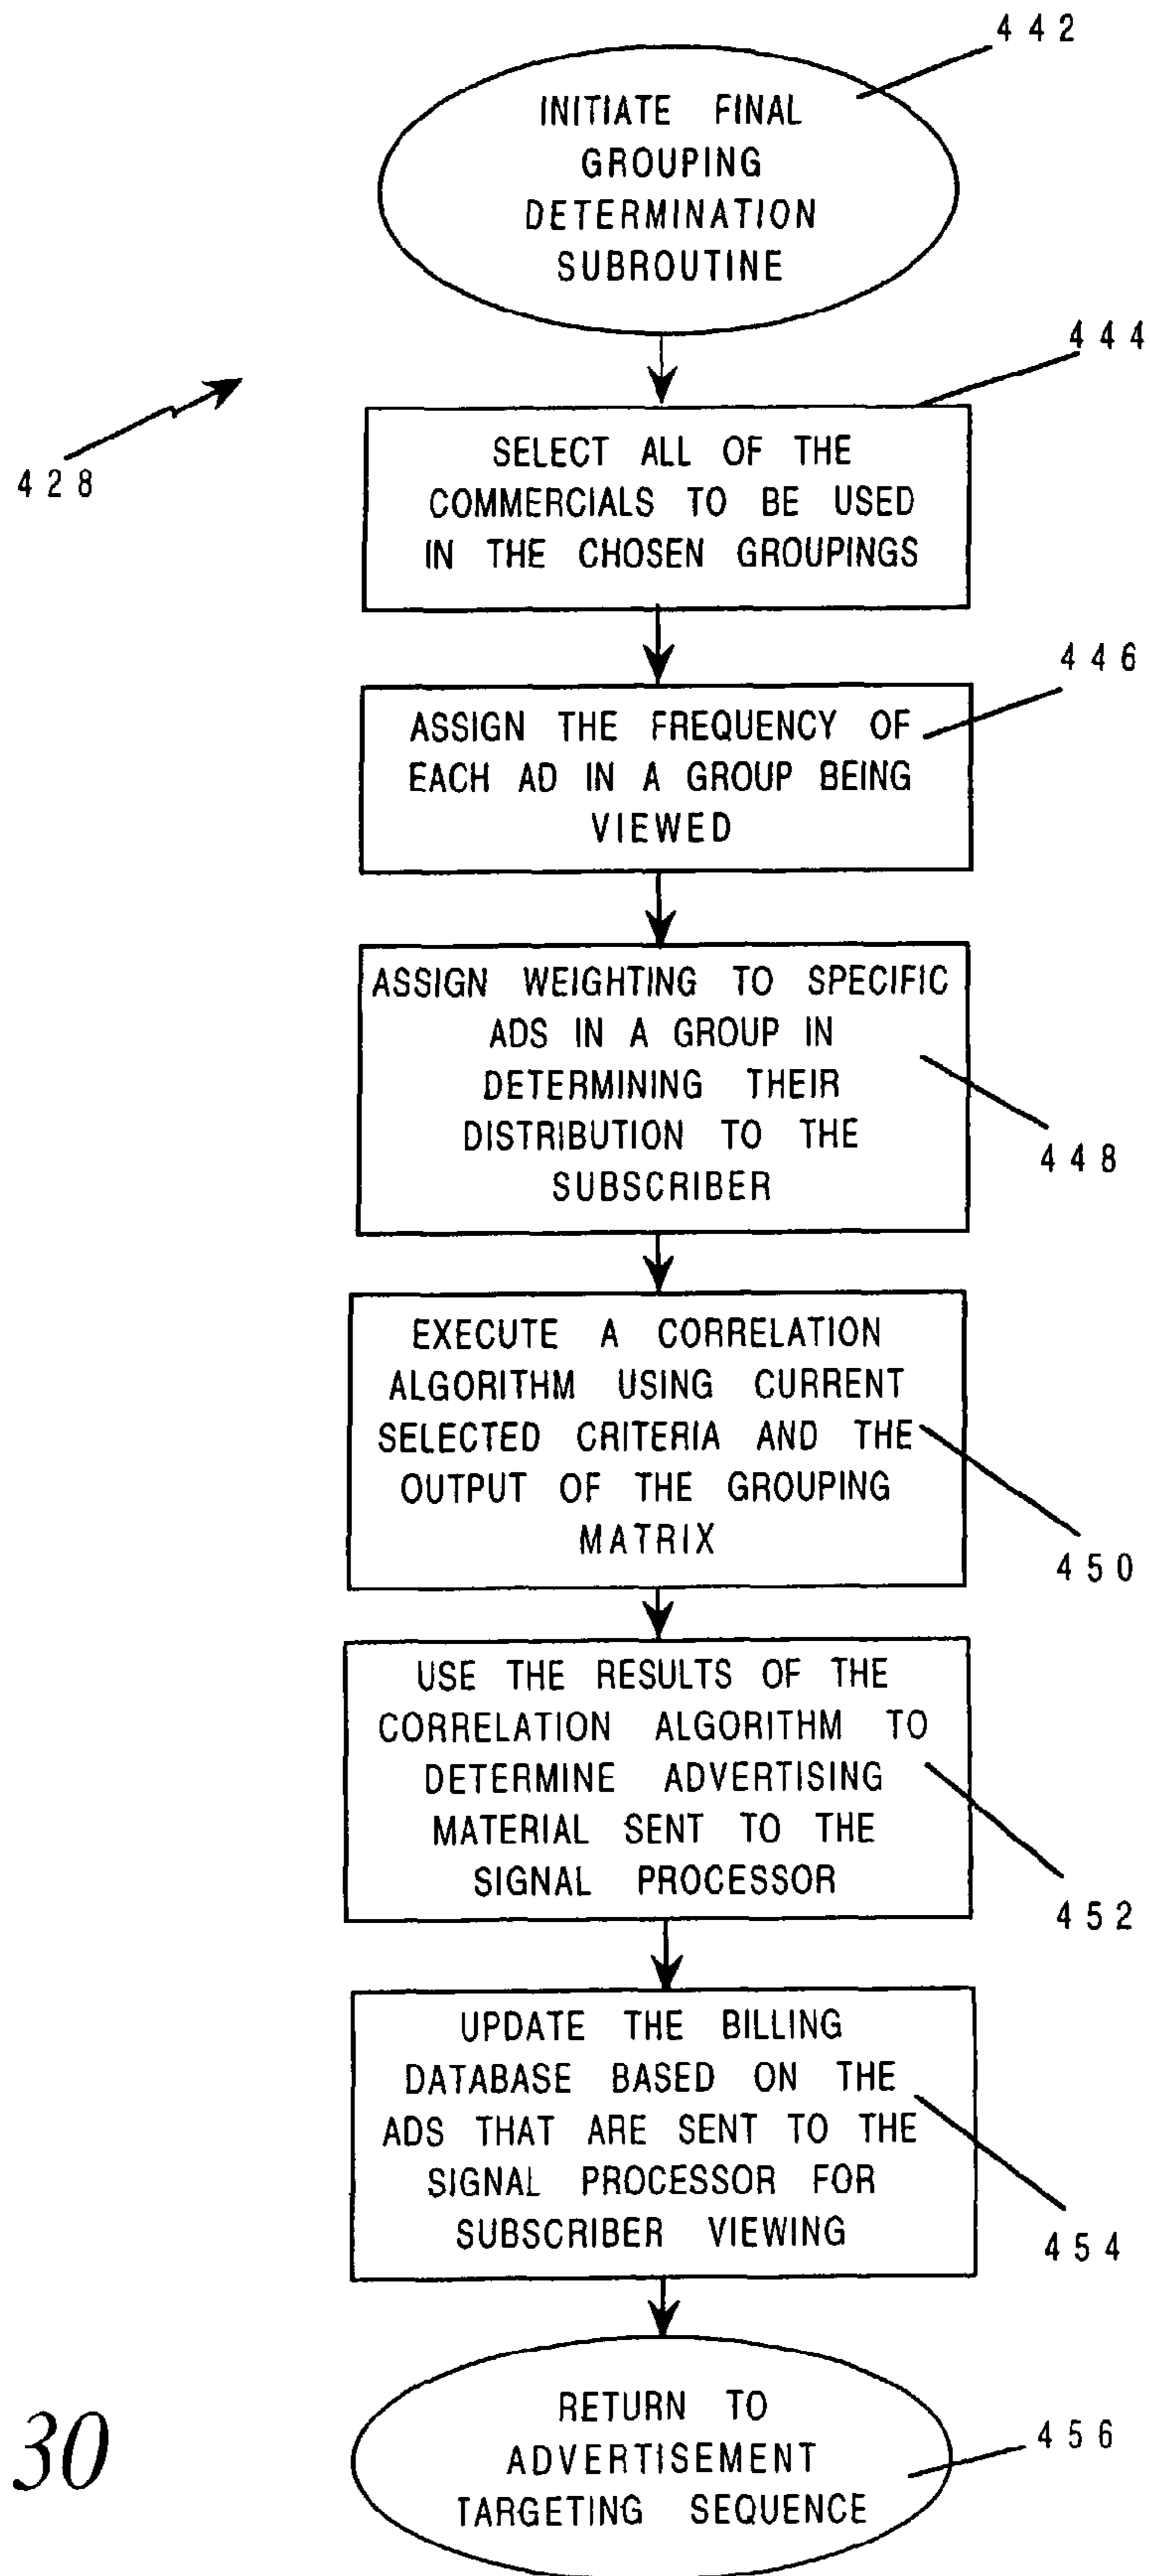 442
INITIATE FINAL
GROUPING
DETERMINATION
SUBROUTINE
444
428
SELECT ALL OF THE
COMMERCIALS TO BE USED
IN THE CHOSEN GROUPINGS
446
ASSIGN THE FREQUENCY OF
EACH AD IN A GROUP BEING
VIEWED
ASSIGN WEIGHTING TO SPECIFIC
ADS IN A GROUP IN
DETERMINING THEIR
DISTRIBUTION TO THE
SUBSCRIBER
448
EXECUTE A CORRELATION
ALGORITHM USING CURRENT
SELECTED CRITERIA AND THE
OUTPUT OF THE GROUPING
MATRIX
450
USE THE RESULTS OF THE
CORRELATION ALGORITHM TO
DETERMINE ADVERTISING
MATERIAL SENT TO THE
SIGNAL PROCESSOR
452
UPDATE THE BILLING
DATABASE BASED ON THE
ADS THAT ARE SENT TO THE
SIGNAL PROCESSOR FOR
SUBSCRIBER VIEWING
454
RETURN TO
ADVERTISEMENT
TARGETING SEQUENCE
456
30